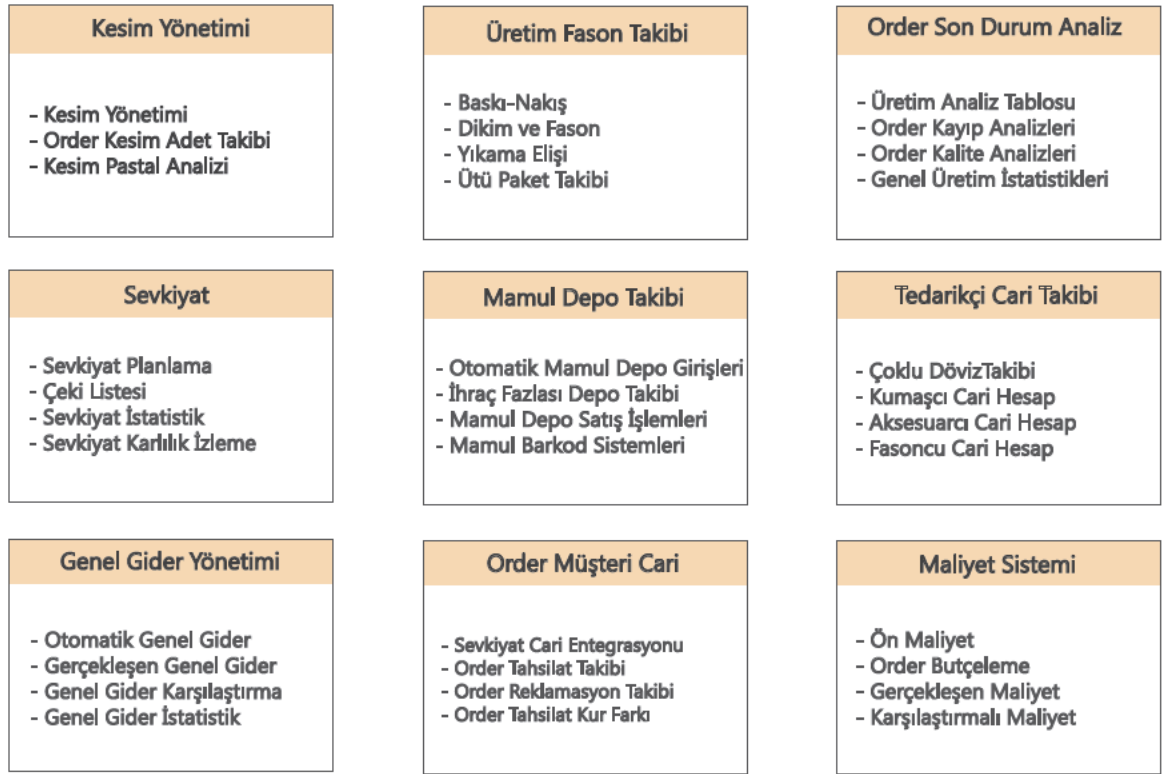 Kesim Yönetimi
- Kesim Yönetimi
- Order Kesim Adet Takibi
- Kesim Pastal Analizi
Üretim Fason Takibi
- Baskı-Nakış
- Dikim ve Fason
- Yıkama Elişi
- Ütü Paket Takibi
Order Son Durum Analiz
- Üretim Analiz Tablosu
- Order Kayıp Analizleri
- Order Kalite Analizleri
- Genel Üretim İstatistikleri
Sevkiyat
- Sevkiyat Planlama
- Çeki Listesi
- Sevkiyat İstatistik
- Sevkiyat Karlılık İzleme
Mamul Depo Takibi
- Otomatik Mamul Depo Girişleri
- İhraç Fazlası Depo Takibi
- Mamul Depo Satış İşlemleri
- Mamul Barkod Sistemleri
Tedarikçi Cari Takibi
- Çoklu DövizTakibi
- Kumaşcı Cari Hesap
- Aksesuarcı Cari Hesap
- Fasoncu Cari Hesap
Genel Gider Yönetimi
- Otomatik Genel Gider
- Gerçekleşen Genel Gider
- Genel Gider Karşılaştırma
- Genel Gider İstatistik
Order Müşteri Cari
- Sevkiyat Cari Entegrasyonu
- Order Tahsilat Takibi
- Order Reklamasyon Takibi
- Order Tahsilat Kur Farkı
Maliyet Sistemi
- Ön Maliyet
- Order Butçeleme
- Gerçekleşen Maliyet
- Karşılaştırmalı Maliyet